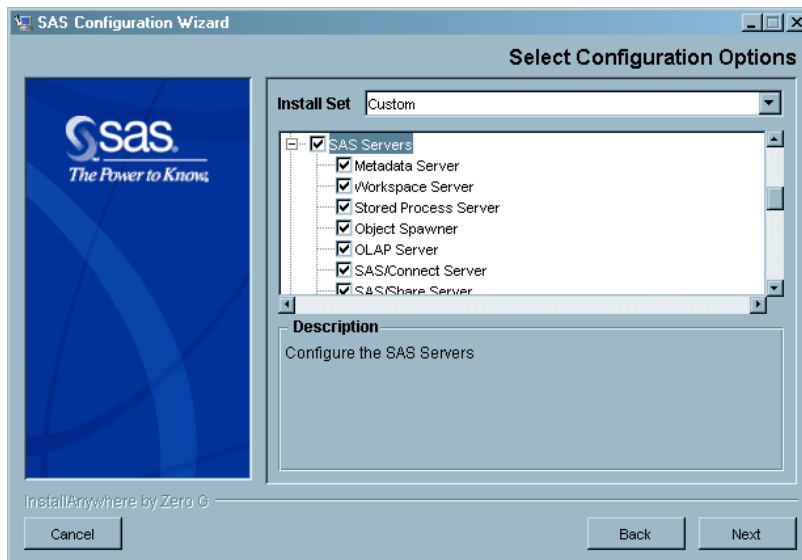 SAS Configuration Wizard
Select Configuration Options
sas.
The Power to Know
Install Set Custom
SAS Servers
Metadata Server
Workspace Server
Stored Process Server
Object Spawner
OLAP Server
SAS/Connect Server
SAS/Share Server
Description
Configure the SAS Servers
InstallAnywhere by Zero G
Cancel Back Next